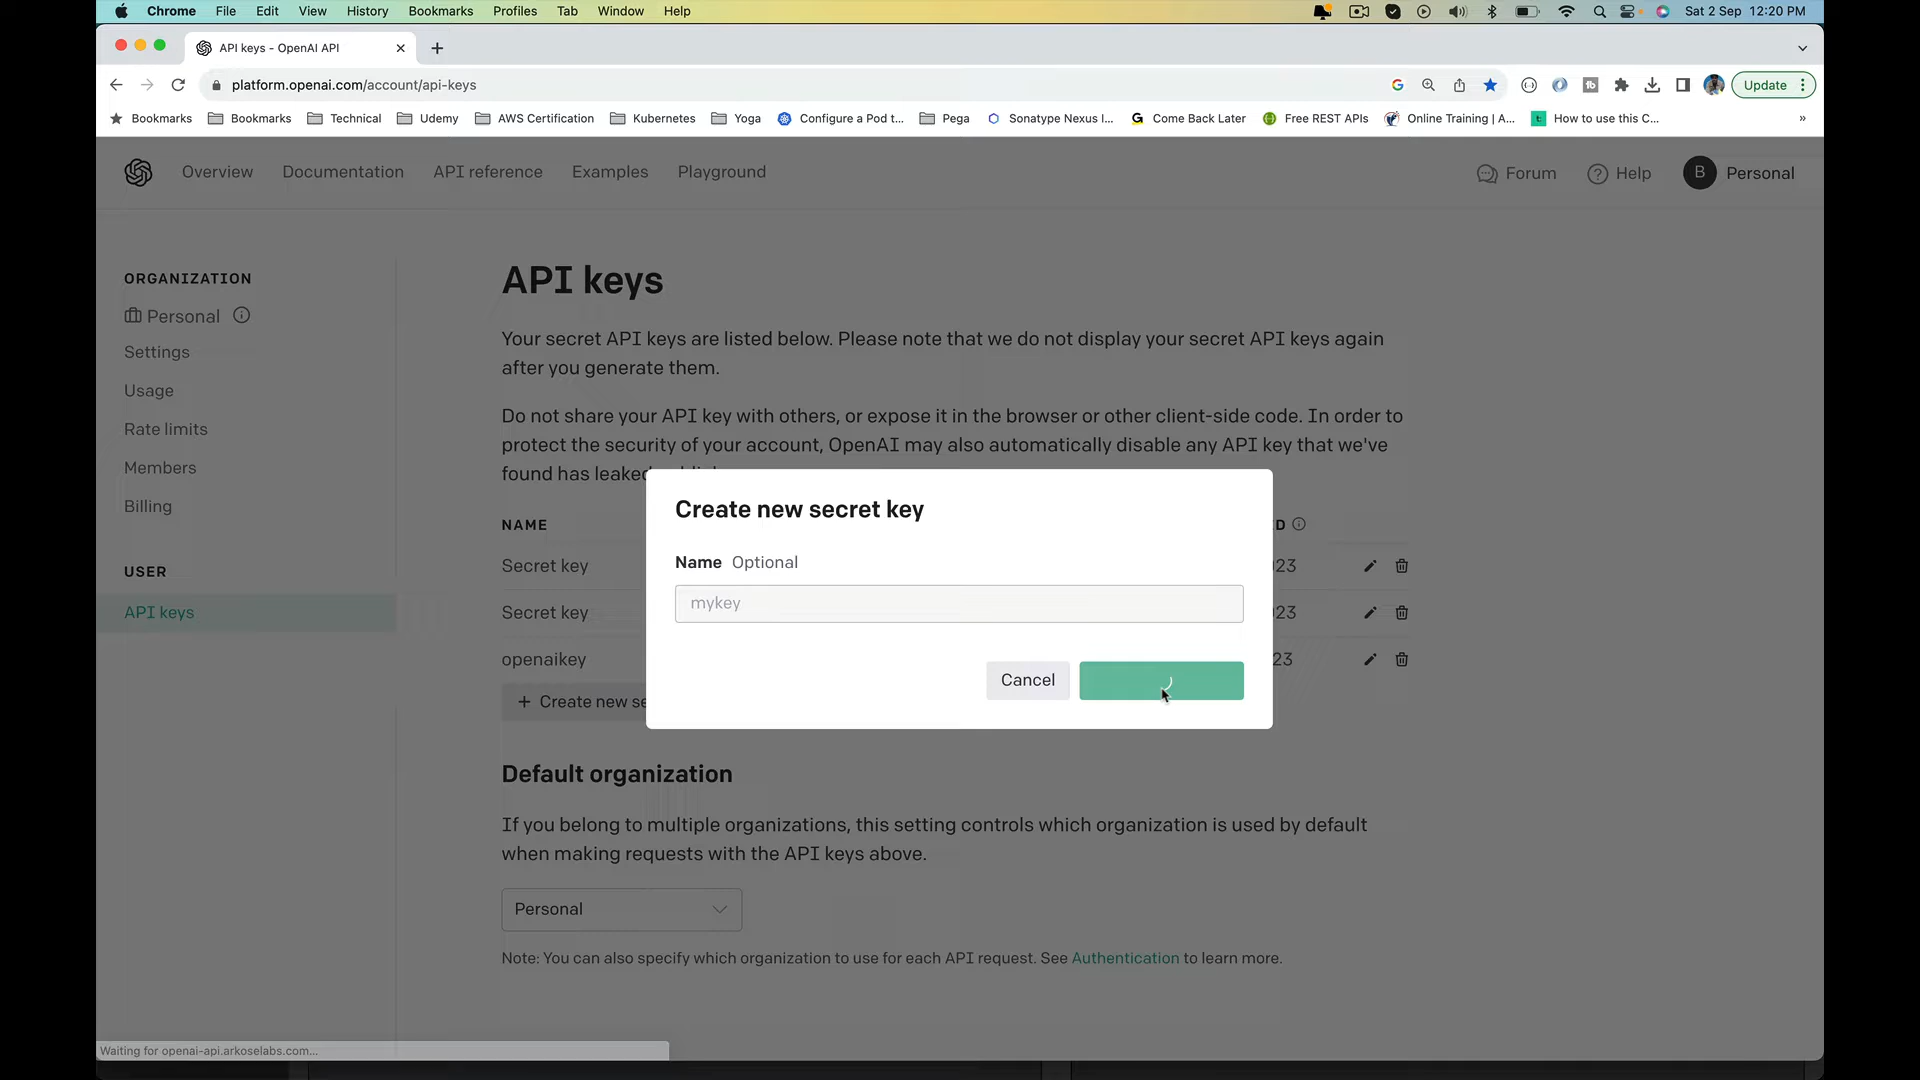 Chrome File Edit View History Bookmarks Profiles Tab Window Help Sat 2 Sep 12:20 PM
API keys - OpenAI API
platform.openai.com/account/api-keys Update
Bookmarks Bookmarks Technical Udemy AWS Certification Kubernetes Yoga Configure a Pod t... Pega Sonatype Nexus I... Come Back Later Free REST APIs Online Training | A... How to use this C... »
Overview Documentation API reference Examples Playground Forum Help B Personal
ORGANIZATION
Personal
Settings
Usage
Rate limits
Members
Billing
USER
API keys
API keys
Your secret API keys are listed below. Please note that we do not display your secret API keys again
after you generate them.
Do not share your API key with others, or expose it in the browser or other client-side code. In order to
protect the security of your account, OpenAI may also automatically disable any API key that we've
found has leaked
NAME D
Secret key 23
Secret key 23
openaikey 23
+ Create new se
Create new secret key
Name Optional
mykey
Cancel
Default organization
If you belong to multiple organizations, this setting controls which organization is used by default
when making requests with the API keys above.
Personal
Note: You can also specify which organization to use for each API request. See Authentication to learn more.
Waiting for openai-api.arkoselabs.com...